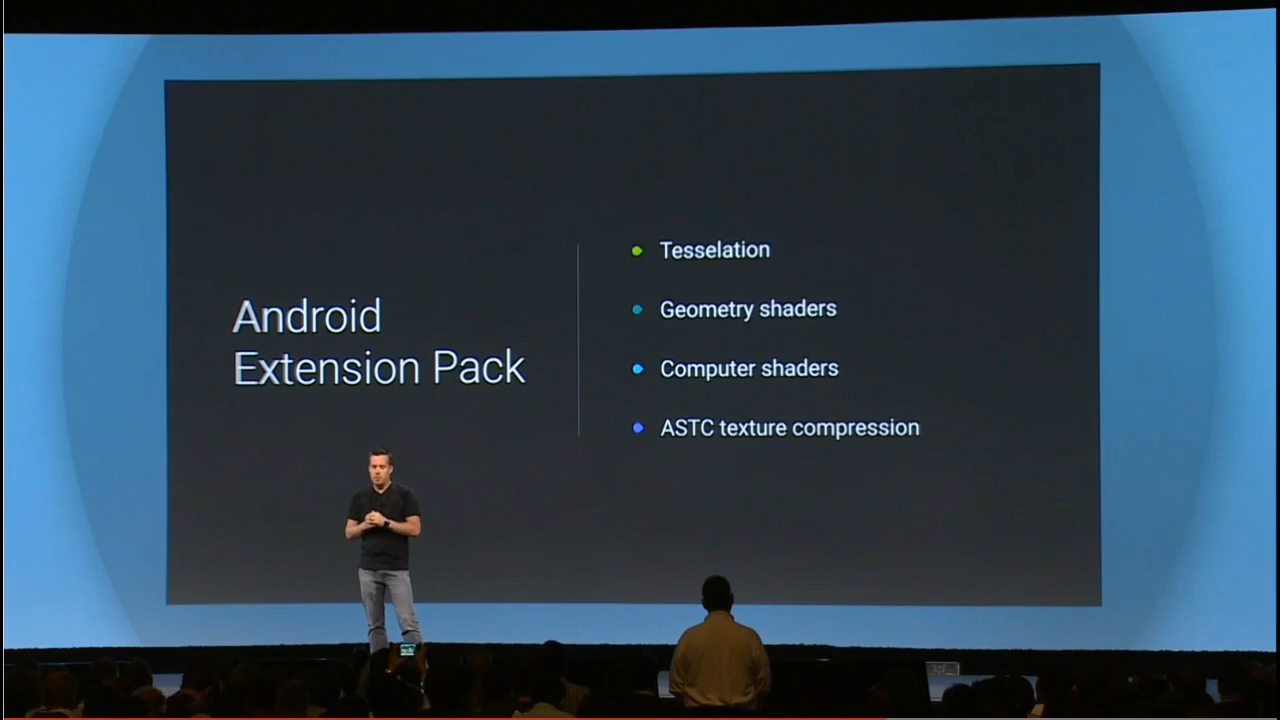 Android
Extension Pack
Tesselation
Geometry shaders
Computer shaders
ASTC texture compression